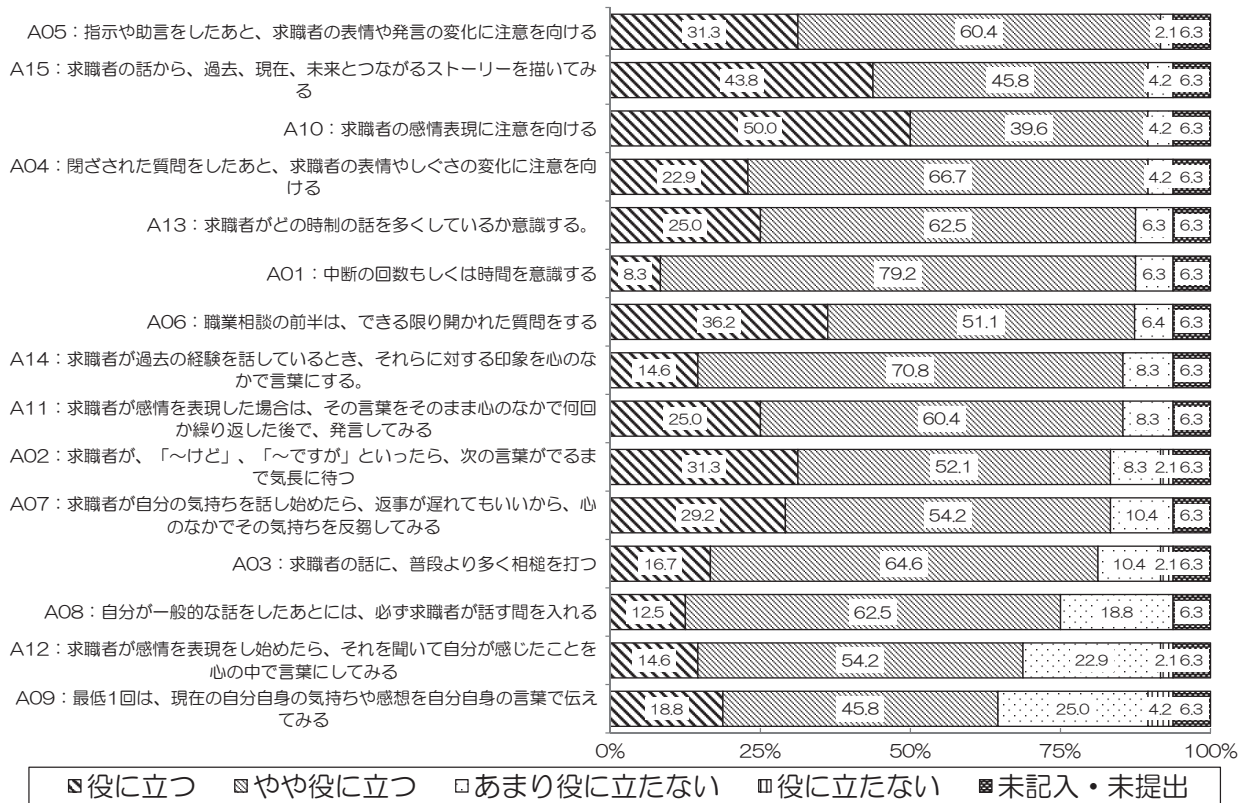 A05：指示や助言をしたあと、求職者の表情や発言の変化に注意を向ける
31.3 60.4 2.1 6.3
A15：求職者の話から、過去、現在、未来とつながるストーリーを描いてみ
る
43.8 45.8 4.2 6.3
A10：求職者の感情表現に注意を向ける
50.0 39.6 4.2 6.3
A04：閉ざされた質問をしたあと、求職者の表情やしぐさの変化に注意を向
ける
22.9 66.7 4.2 6.3
A13：求職者がどの時制の話を多くしているか意識する。
25.0 62.5 6.3 6.3
A01：中断の回数もしくは時間を意識する
8.3 79.2 6.3 6.3
A06：職業相談の前半は、できる限り開かれた質問をする
36.2 51.1 6.4 6.3
A14：求職者が過去の経験を話しているとき、それらに対する印象を心のな
かで言葉にする。
14.6 70.8 8.3 6.3
A11：求職者が感情を表現した場合は、その言葉をそのまま心のなかで何回
か繰り返した後で、発言してみる
25.0 60.4 8.3 6.3
A02：求職者が、「～けど」、「～ですが」といったら、次の言葉がでるま
で気長に待つ
31.3 52.1 8.3 2.1 6.3
A07：求職者が自分の気持ちを話し始めたら、返事が遅れてもいいから、心
のなかでその気持ちを反芻してみる
29.2 54.2 10.4 6.3
A03：求職者の話に、普段より多く相槌を打つ
16.7 64.6 10.4 2.1 6.3
A08：自分が一般的な話をしたあとには、必ず求職者が話す間を入れる
12.5 62.5 18.8 6.3
A12：求職者が感情を表現をし始めたら、それを聞いて自分が感じたことを
心の中で言葉にしてみる
14.6 54.2 22.9 2.1 6.3
A09：最低1回は、現在の自分自身の気持ちや感想を自分自身の言葉で伝え
てみる
18.8 45.8 25.0 4.2 6.3
0% 25% 50% 75% 100%
役に立つ やや役に立つ あまり役に立たない 役に立たない 未記入・未提出